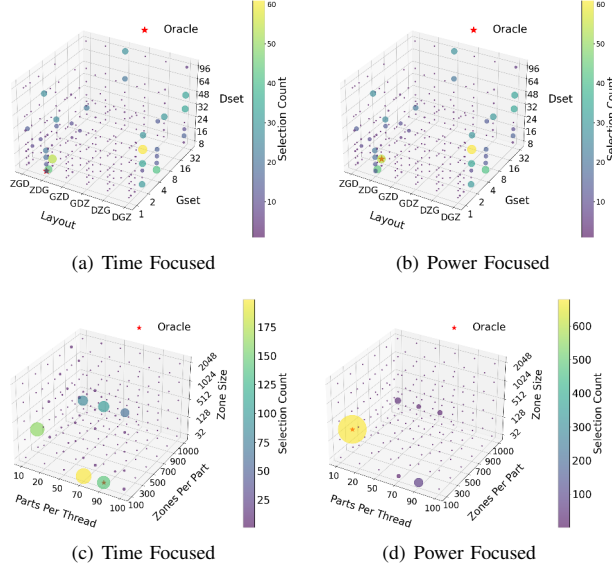 Oracle
96
64
48
32
24
16
8
Dset
32
16
8
4
2
1
Gset
ZGD
ZDG
GZD
GDZ
DZG
DGZ
Layout
60
50
40
30
20
10
Selection Count
(a) Time Focused
Oracle
96
64
48
32
24
16
8
Dset
32
16
8
4
2
1
Gset
ZGD
ZDG
GZD
GDZ
DZG
DGZ
Layout
60
50
40
30
20
10
Selection Count
(b) Power Focused
Oracle
2048
1024
512
128
32
Zone Size
1000
900
700
500
300
100
Zones Per Part
10
20
50
70
90
100
Parts Per Thread
175
150
125
100
75
50
25
Selection Count
(c) Time Focused
Oracle
2048
1024
512
128
32
Zone Size
1000
900
700
500
300
100
Zones Per Part
10
20
50
70
90
100
Parts Per Thread
600
500
400
300
200
100
Selection Count
(d) Power Focused